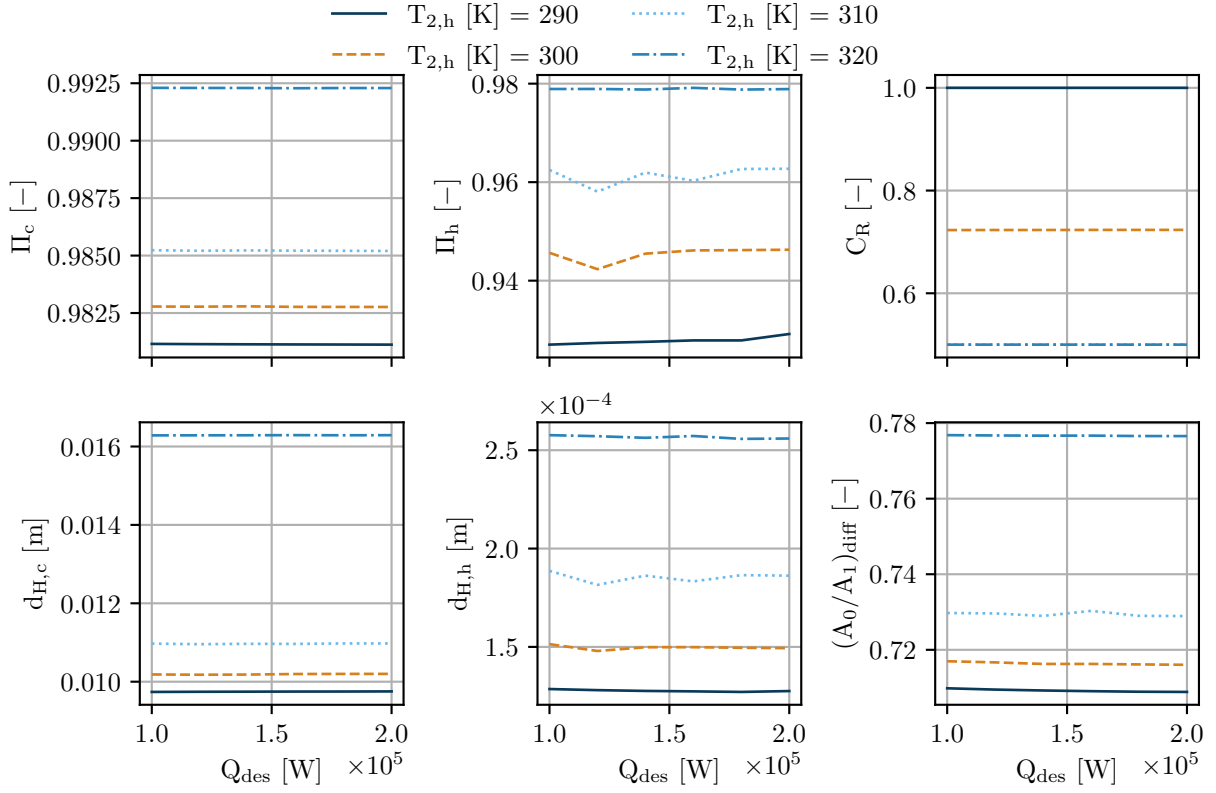 T2,h [K] = 290 T2,h [K] = 310
T2,h [K] = 300 T2,h [K] = 320
0.9925
0.9900
0.9875
0.9850
0.9825
Πc [−]
0.98
0.96
0.94
Πh [−]
1.0
0.8
0.6
CR [−]
0.016
0.014
0.012
0.010
dH,c [m]
1.0 1.5 2.0
Qdes [W] ×10⁵
×10⁻⁴
2.5
2.0
1.5
dH,h [m]
1.0 1.5 2.0
Qdes [W] ×10⁵
0.78
0.76
0.74
0.72
(A0/A1)diff [−]
1.0 1.5 2.0
Qdes [W] ×10⁵